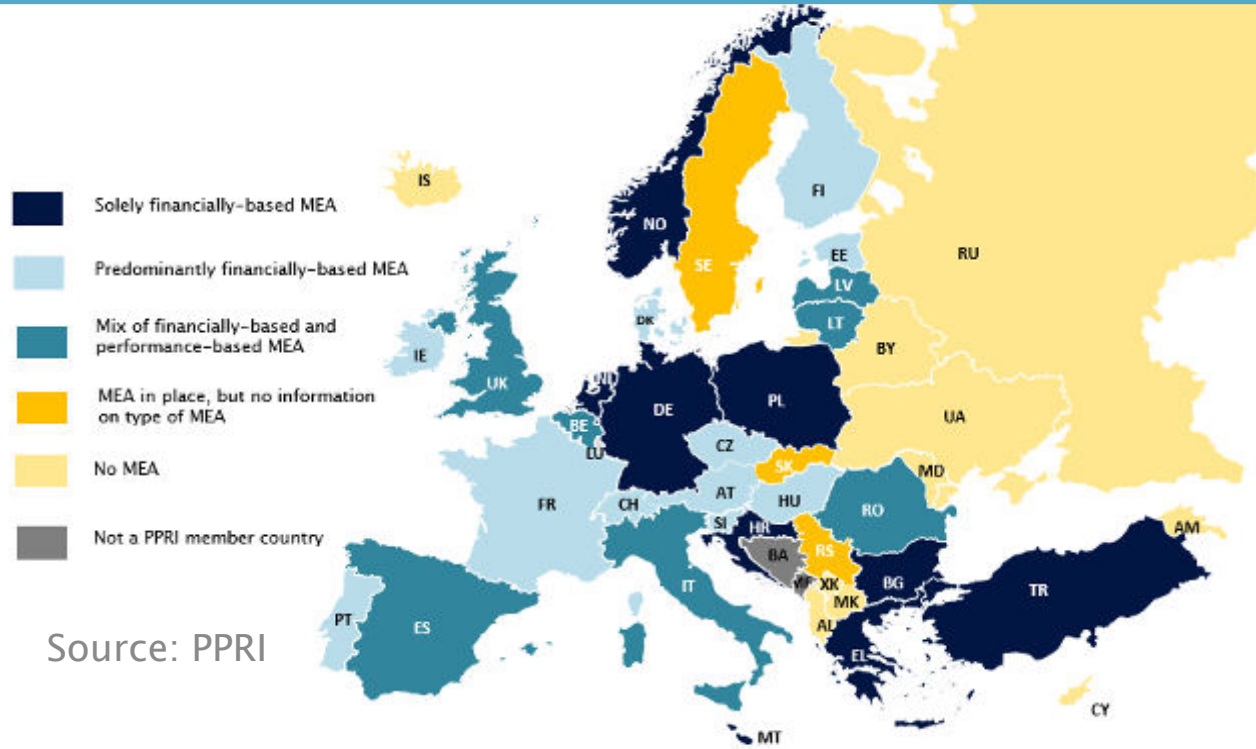 IS
Solely financially-based MEA
NO
FI
Predominantly financially-based MEA
SE
EE
RU
LV
Mix of financially-based and
performance-based MEA
DK
LT
IE
BY
UK
NL
MEA in place, but no information
on type of MEA
DE
PL
BE
UA
LU
CZ
No MEA
SK
MD
FR
CH
AT
HU
RO
SI
HR
Not a PPRI member country
AM
BA
RS
ME
XK
BG
IT
TR
MK
PT
ES
AL
Source: PPRI
EL
CY
MT